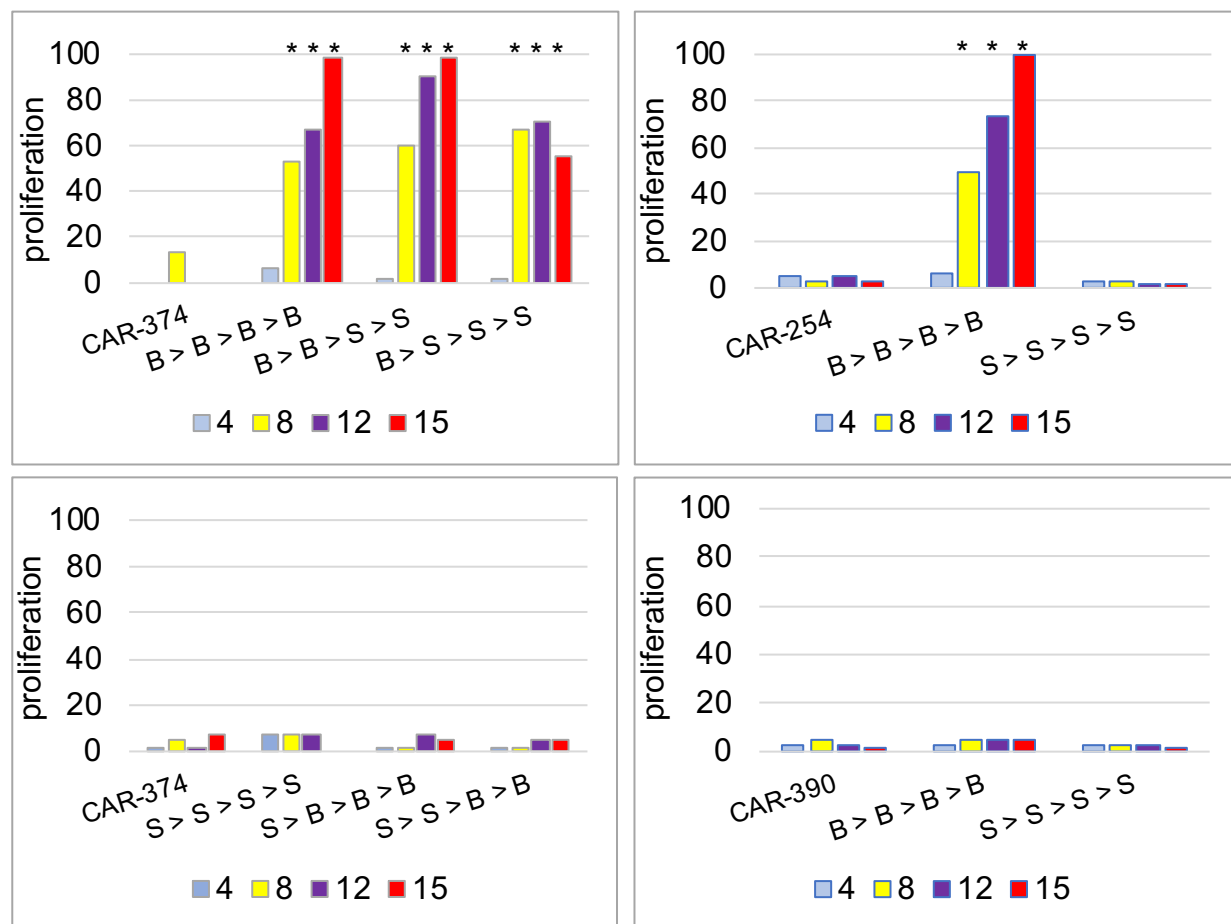 * * * * * * * * *
100
80
60
40
20
0
proliferation
CAR-374
B > B > B > B
B > B > S > S
B > S > S > S
4 8 12 15
* * *
100
80
60
40
20
0
proliferation
CAR-254
B > B > B > B
S > S > S > S
4 8 12 15
100
80
60
40
20
0
proliferation
CAR-374
S > S > S > S
S > B > B > B
S > S > B > B
4 8 12 15
100
80
60
40
20
0
proliferation
CAR-390
B > B > B > B
S > S > S > S
4 8 12 15